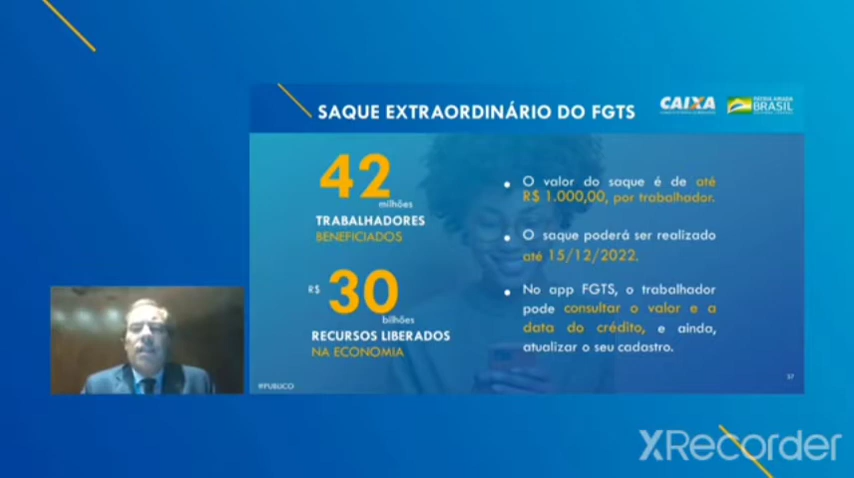 SAQUE EXTRAORDINÁRIO DO FGTS
CAIXA
PÁTRIA AMADA
BRASIL
42
milhões
TRABALHADORES
BENEFICIADOS
R$ 30
bilhões
RECURSOS LIBERADOS
NA ECONOMIA
• O valor do saque é de até
R$ 1.000,00, por trabalhador.
• O saque poderá ser realizado
até 15/12/2022.
• No app FGTS, o trabalhador
pode consultar o valor e a
data do crédito, e ainda,
atualizar o seu cadastro.
#PUBLICO
37
XRecorder